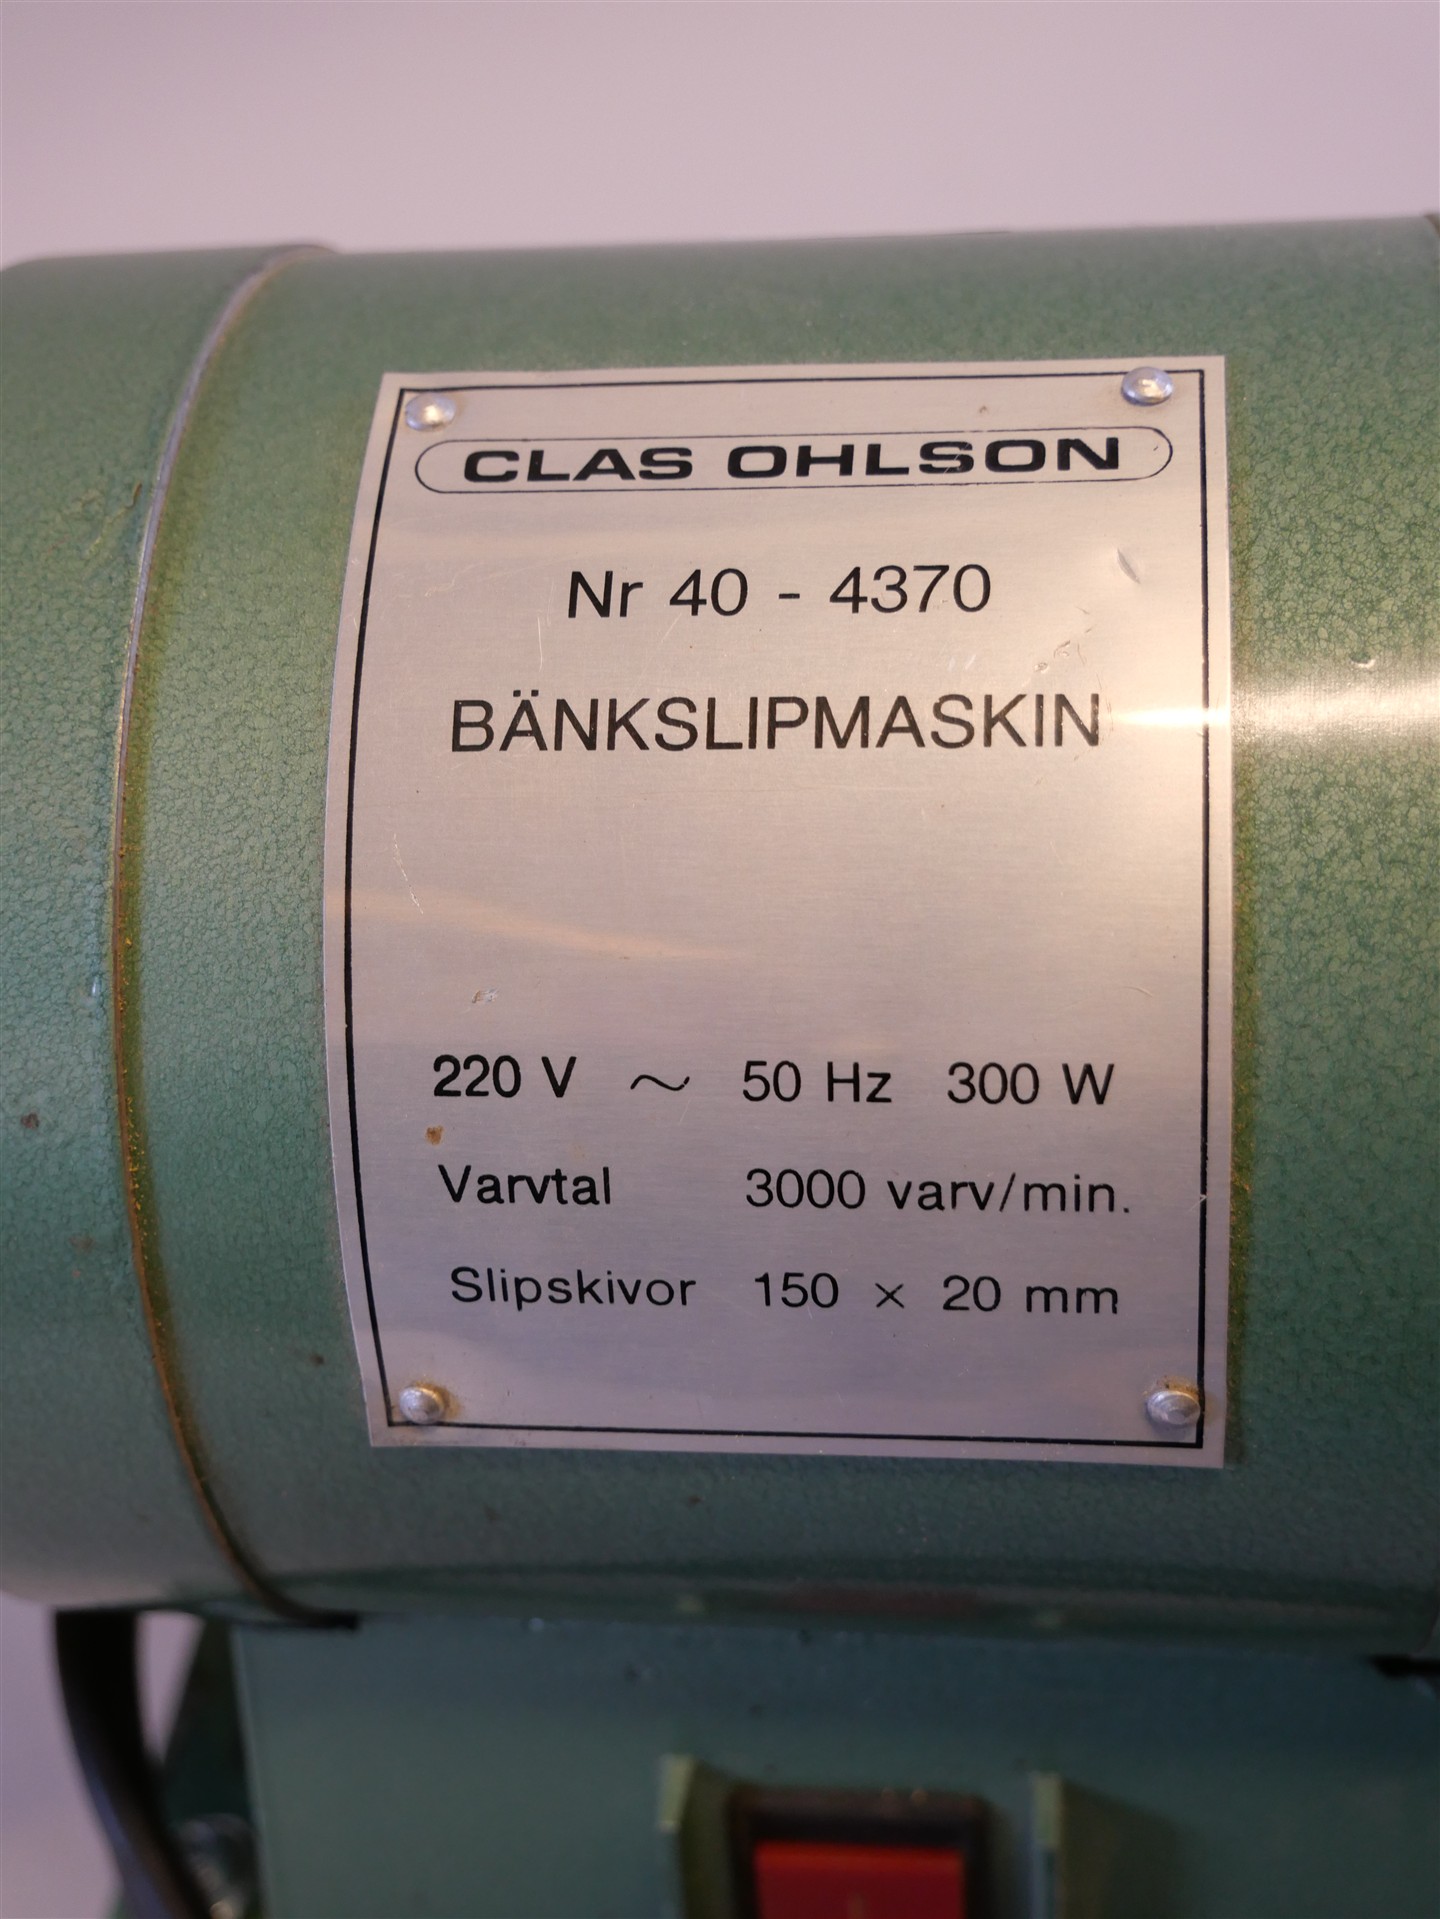 CLAS OHLSON
Nr 40 - 4370
BÄNKSLIPMASKIN
220 V ~ 50 Hz 300 W
Varvtal 3000 varv/min.
Slipskivor 150 × 20 mm